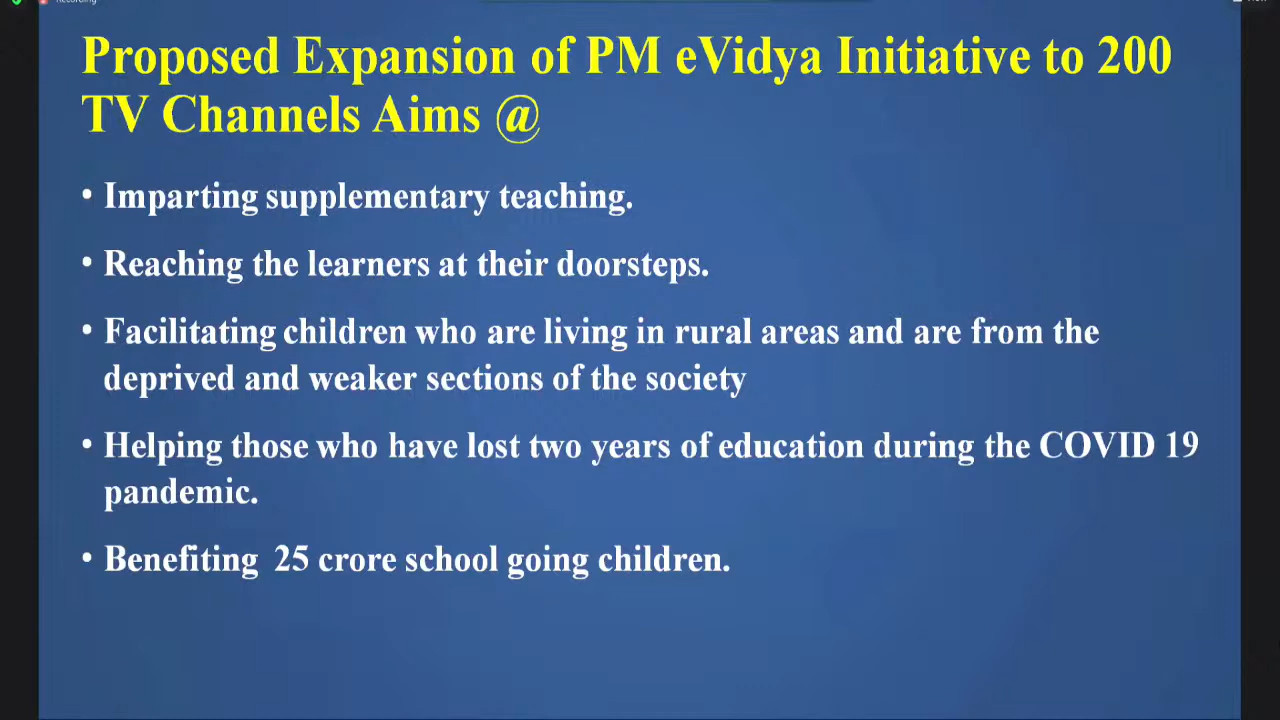 Recording
Proposed Expansion of PM eVidya Initiative to 200
TV Channels Aims @
• Imparting supplementary teaching.
• Reaching the learners at their doorsteps.
• Facilitating children who are living in rural areas and are from the
deprived and weaker sections of the society
• Helping those who have lost two years of education during the COVID 19
pandemic.
• Benefiting  25 crore school going children.